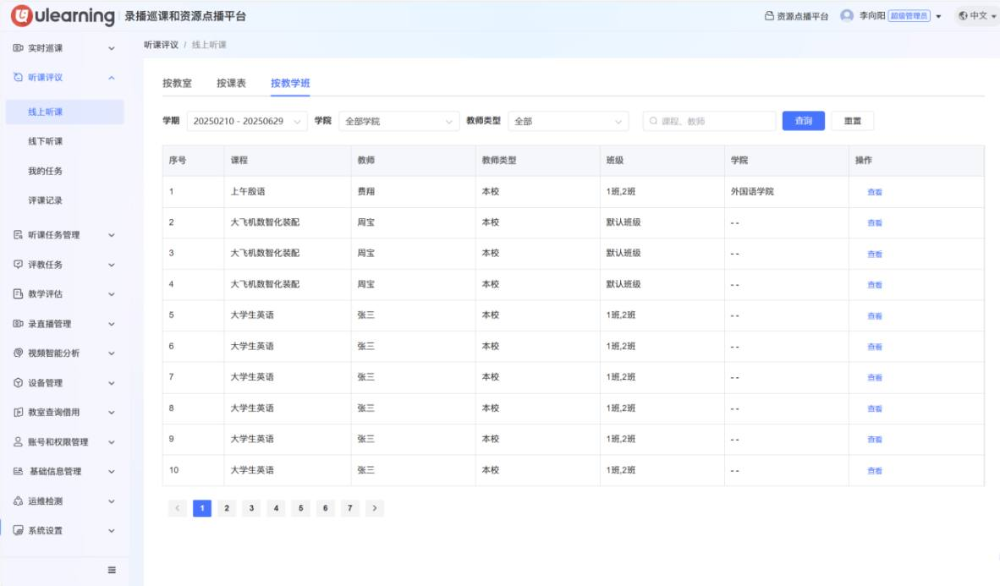 ulearning 录播巡课和资源点播平台 资源点播平台 李向阳 超级管理员 中文
实时巡课
听课评议
线上听课
线下听课
我的任务
评课记录
听课任务管理
评教任务
教学评估
录直播管理
视频智能分析
设备管理
教室查询借用
账号和权限管理
基础信息管理
运维检测
系统设置
听课评议 / 线上听课
按教室 按课表 按教学班
学期 20250210 - 20250629 学院 全部学院 教师类型 全部 课程、教师 查询 重置
序号 课程 教师 教师类型 班级 学院 操作
1 上午殷语 费翔 本校 1班,2班 外国语学院 查看
2 大飞机数智化装配 周宝 本校 默认班级 - - 查看
3 大飞机数智化装配 周宝 本校 默认班级 - - 查看
4 大飞机数智化装配 周宝 本校 默认班级 - - 查看
5 大学生英语 张三 本校 1班,2班 - - 查看
6 大学生英语 张三 本校 1班,2班 - - 查看
7 大学生英语 张三 本校 1班,2班 - - 查看
8 大学生英语 张三 本校 1班,2班 - - 查看
9 大学生英语 张三 本校 1班,2班 - - 查看
10 大学生英语 张三 本校 1班,2班 - - 查看
< 1 2 3 4 5 6 7 >